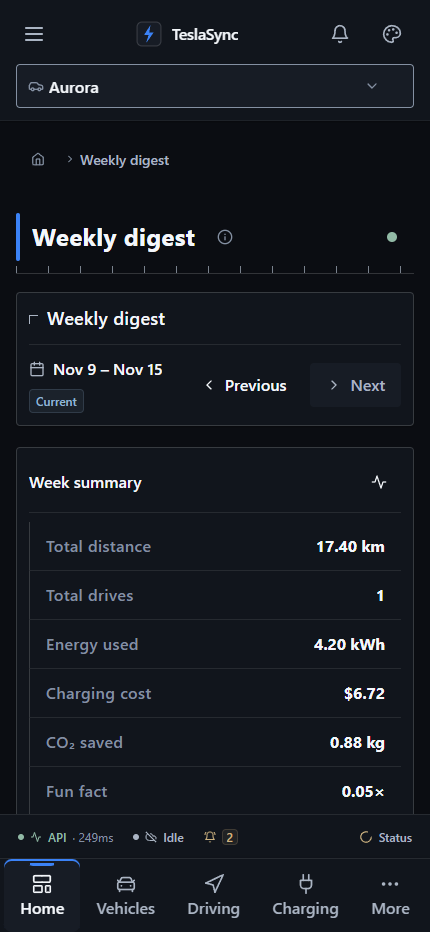 TeslaSync
Aurora
Weekly digest
Weekly digest
Weekly digest
Nov 9 – Nov 15
Current
Previous
Next
Week summary
Total distance 17.40 km
Total drives 1
Energy used 4.20 kWh
Charging cost $6.72
CO₂ saved 0.88 kg
Fun fact 0.05×
API · 249ms Idle 2 Status
Home Vehicles Driving Charging More